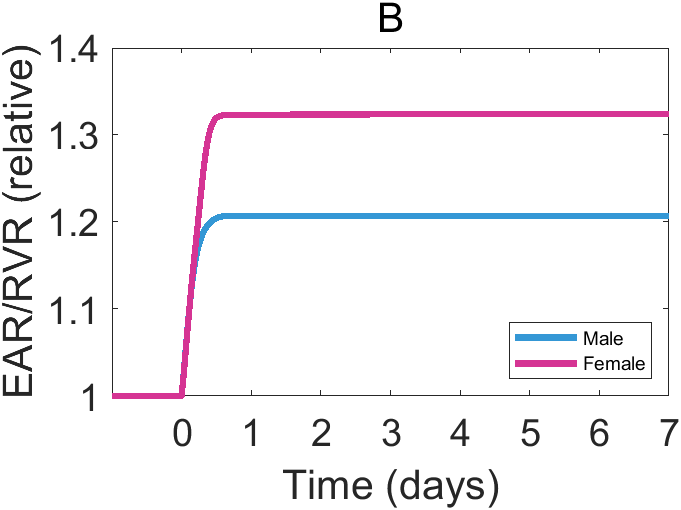 B
EAR/RVR (relative)
1.4
1.3
1.2
1.1
1
Male
Female
0 1 2 3 4 5 6 7
Time (days)